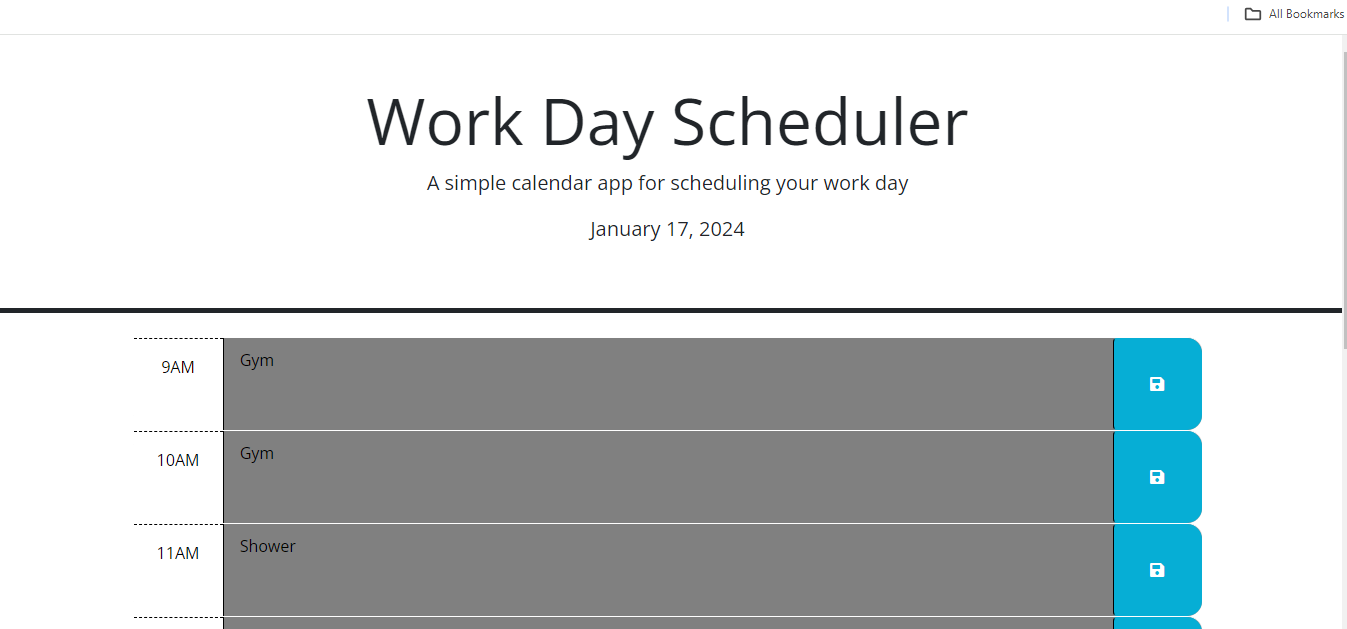 All Bookmarks
Work Day Scheduler
A simple calendar app for scheduling your work day
January 17, 2024
9AM
Gym
10AM
Gym
11AM
Shower